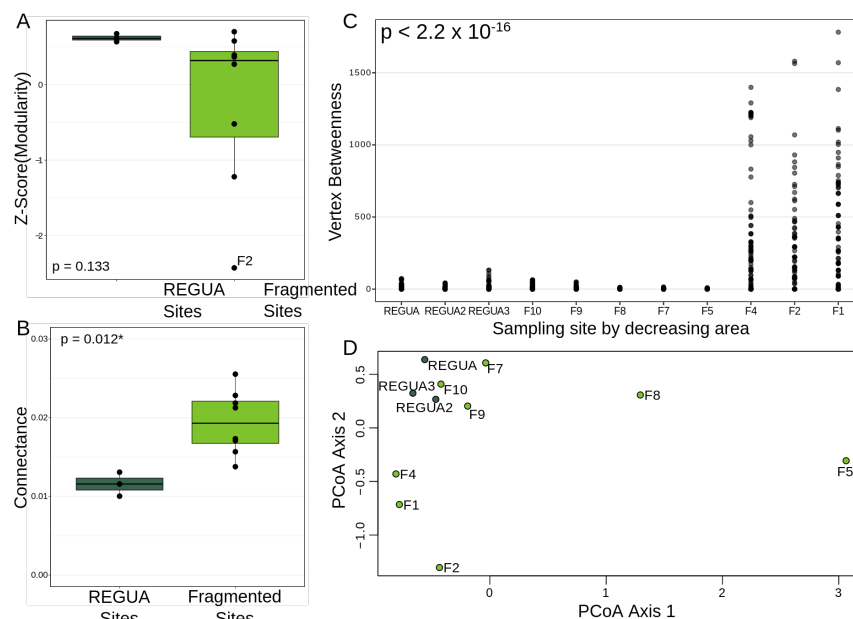 A
Z-Score(Modularity)
0
-1
-2
F2
p = 0.133
REGUA
Sites
Fragmented
Sites
B
p = 0.012*
Connectance
0.03
0.02
0.01
0.00
REGUA
Sites
Fragmented
Sites
C
p < 2.2 x 10-16
Vertex Betweenness
1500
1000
500
0
REGUA REGUA2 REGUA3 F10 F9 F8 F7 F5 F4 F2 F1
Sampling site by decreasing area
D
PCoA Axis 2
0.5
0.0
−0.5
−1.0
REGUA
F7
REGUA3
F10
REGUA2
F9
F8
F4
F5
F1
F2
0 1 2 3
PCoA Axis 1